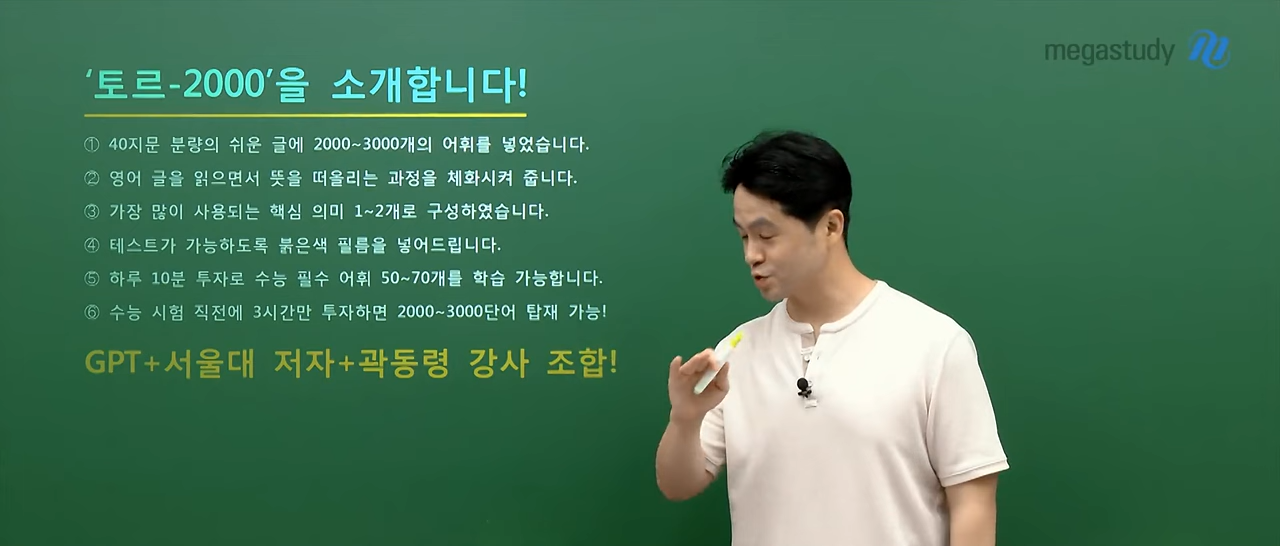 megastudy
‘토르-2000’을 소개합니다!
① 40지문 분량의 쉬운 글에 2000~3000개의 어휘를 넣었습니다.
② 영어 글을 읽으면서 뜻을 떠올리는 과정을 체화시켜 줍니다.
③ 가장 많이 사용되는 핵심 의미 1~2개로 구성하였습니다.
④ 테스트가 가능하도록 붉은색 필름을 넣어드립니다.
⑤ 하루 10분 투자로 수능 필수 어휘 50~70개를 학습 가능합니다.
⑥ 수능 시험 직전에 3시간만 투자하면 2000~3000단어 탑재 가능!
GPT+서울대 저자+곽동령 강사 조합!